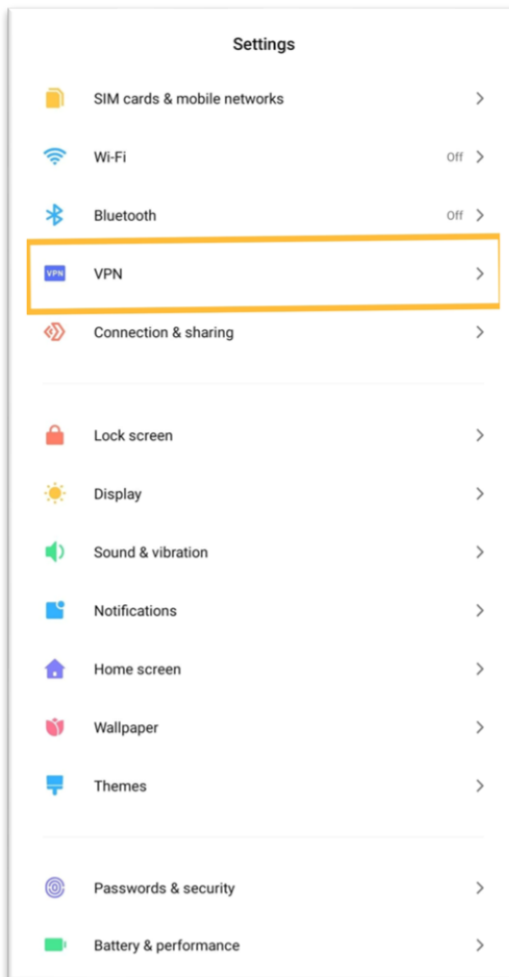 Settings
SIM cards & mobile networks
Wi-Fi Off
Bluetooth Off
VPN VPN
Connection & sharing
Lock screen
Display
Sound & vibration
Notifications
Home screen
Wallpaper
Themes
Passwords & security
Battery & performance